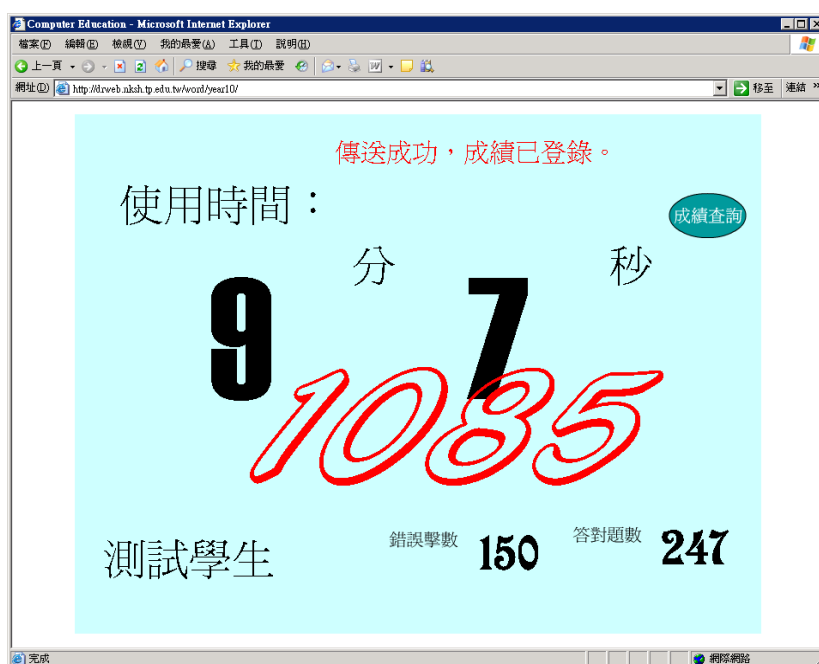 Computer Education - Microsoft Internet Explorer
檔案(F) 編輯(E) 檢視(V) 我的最愛(A) 工具(T) 說明(H)
上一頁 搜尋 我的最愛
網址(D) http://drweb.nksh.tp.edu.tw/word/year10/ 移至 連結 »
傳送成功，成績已登錄。
使用時間：
成績查詢
9 分 7 秒
1085
測試學生 錯誤擊數 150 答對題數 247
完成 網際網路